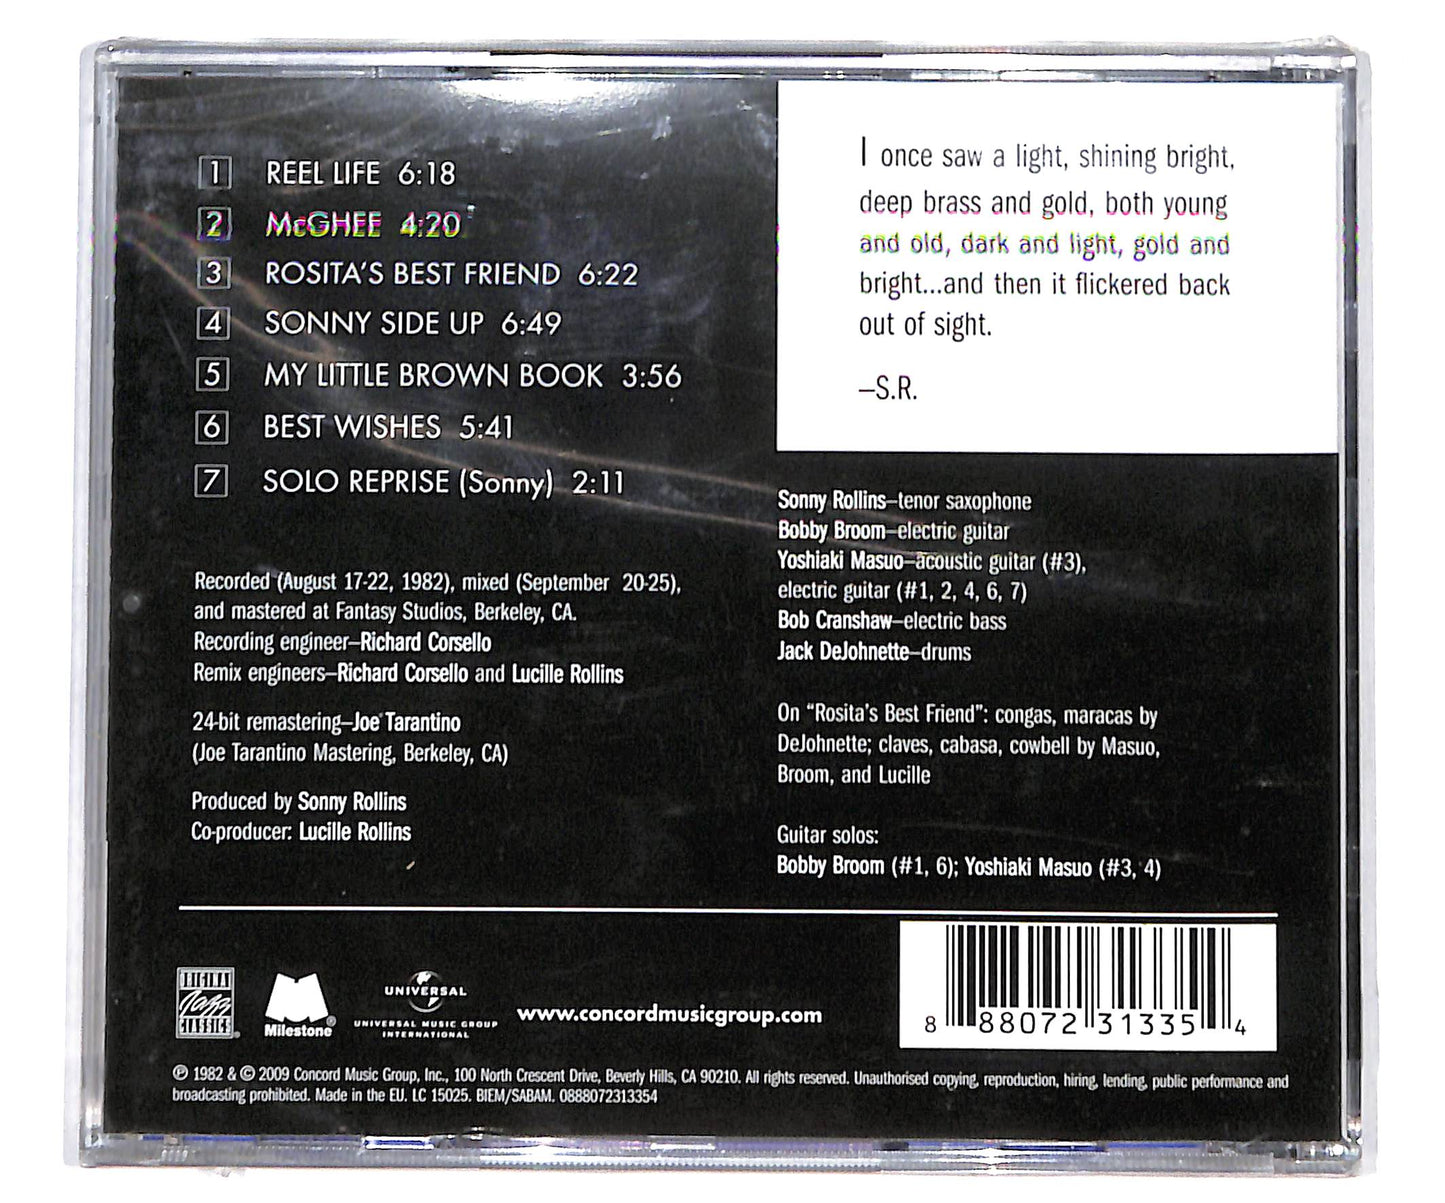 1 REEL LIFE 6:18
2 McGHEE 4:20
3 ROSITA'S BEST FRIEND 6:22
4 SONNY SIDE UP 6:49
5 MY LITTLE BROWN BOOK 3:56
6 BEST WISHES 5:41
7 SOLO REPRISE (Sonny) 2:11
Recorded (August 17-22, 1982), mixed (September 20-25),
and mastered at Fantasy Studios, Berkeley, CA.
Recording engineer–Richard Corsello
Remix engineers–Richard Corsello and Lucille Rollins
24-bit remastering–Joe Tarantino
(Joe Tarantino Mastering, Berkeley, CA)
Produced by Sonny Rollins
Co-producer: Lucille Rollins
I once saw a light, shining bright,
deep brass and gold, both young
and old, dark and light, gold and
bright...and then it flickered back
out of sight.
–S.R.
Sonny Rollins–tenor saxophone
Bobby Broom–electric guitar
Yoshiaki Masuo–acoustic guitar (#3),
electric guitar (#1, 2, 4, 6, 7)
Bob Cranshaw–electric bass
Jack DeJohnette–drums
On "Rosita's Best Friend": congas, maracas by
DeJohnette; claves, cabasa, cowbell by Masuo,
Broom, and Lucille
Guitar solos:
Bobby Broom (#1, 6); Yoshiaki Masuo (#3, 4)
ORIGINAL
Jazz
CLASSICS
Milestone®
UNIVERSAL
UNIVERSAL MUSIC GROUP
INTERNATIONAL
www.concordmusicgroup.com
8 88072 31335 4
℗ 1982 & © 2009 Concord Music Group, Inc., 100 North Crescent Drive, Beverly Hills, CA 90210. All rights reserved. Unauthorised copying, reproduction, hiring, lending, public performance and
broadcasting prohibited. Made in the EU. LC 15025. BIEM/SABAM. 0888072313354